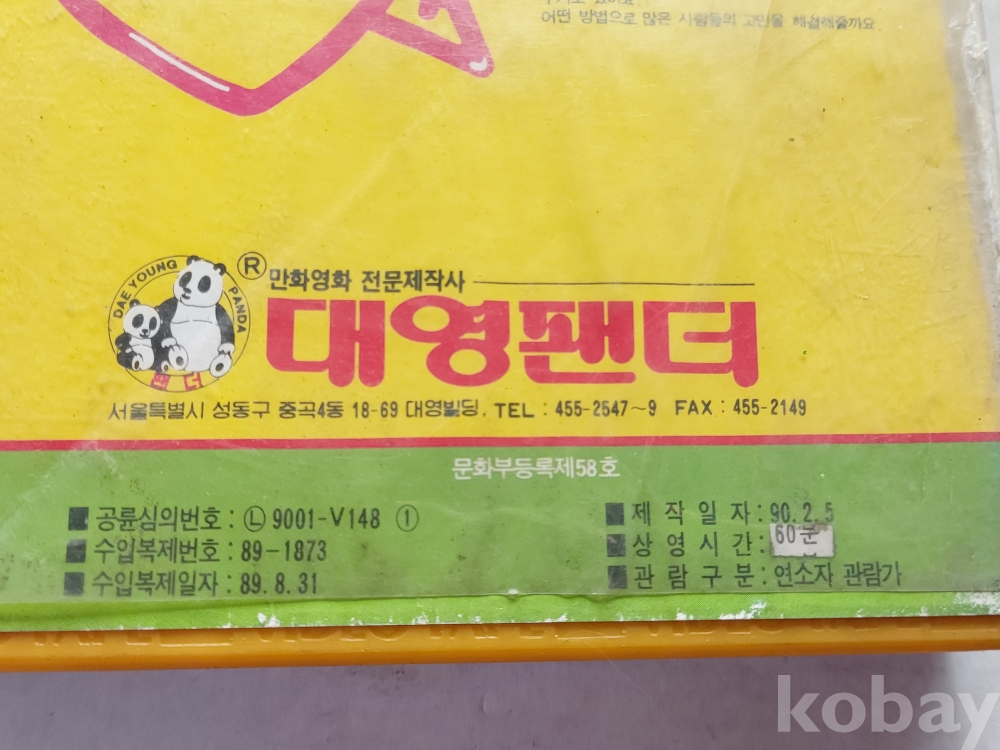 어떤 방법으로 많은 사람들의 고민을 해결해줄까요.
DAE YOUNG PANDA
®
만화영화 전문제작사
대영팬더
서울특별시 성동구 중곡4동 18-69 대영빌딩. TEL : 455-2547~9 FAX : 455-2149
문화부등록제58호
■ 공륜심의번호 : Ⓛ 9001-V148 ①
■ 제작일자 : 90.2.5
■ 수입복제번호 : 89-1873
■ 상영시간 : 60분
■ 수입복제일자 : 89.8.31
■ 관람구분 : 연소자 관람가
kobay